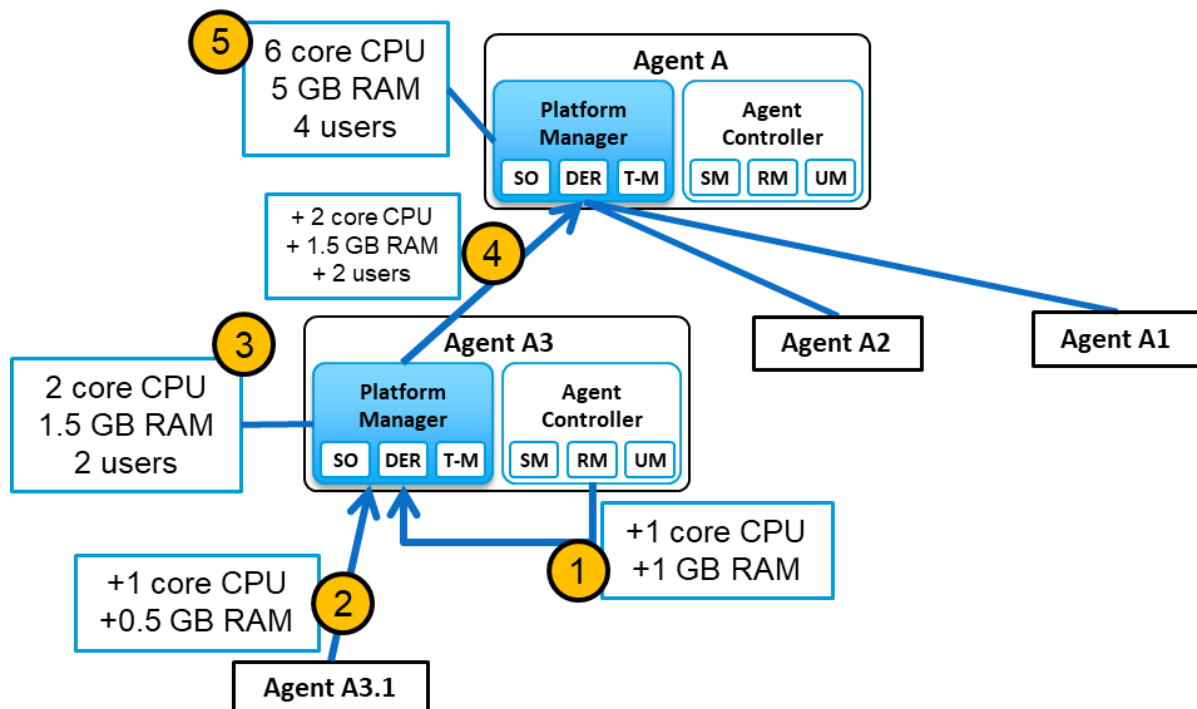 5
6 core CPU
5 GB RAM
4 users
Agent A
Platform
Manager
SO DER T-M
Agent
Controller
SM RM UM
+ 2 core CPU
+ 1.5 GB RAM
+ 2 users
4
Agent A2
Agent A1
3
2 core CPU
1.5 GB RAM
2 users
Agent A3
Platform
Manager
SO DER T-M
Agent
Controller
SM RM UM
1
+1 core CPU
+1 GB RAM
+1 core CPU
+0.5 GB RAM
2
Agent A3.1